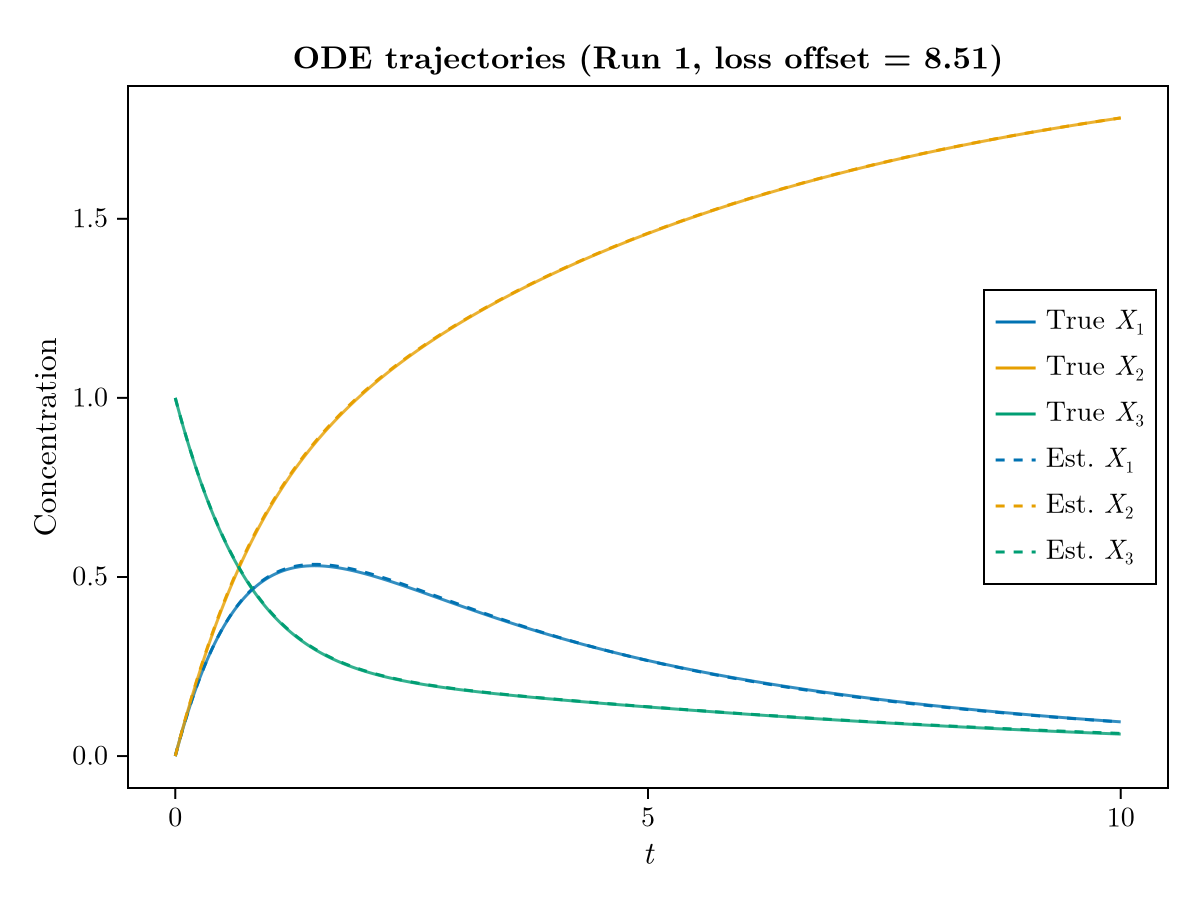 ODE trajectories (Run 1, loss offset = 8.51)
Concentration
1.5
1.0
0.5
0.0
True X₁
True X₂
True X₃
Est. X₁
Est. X₂
Est. X₃
0 5 10
t